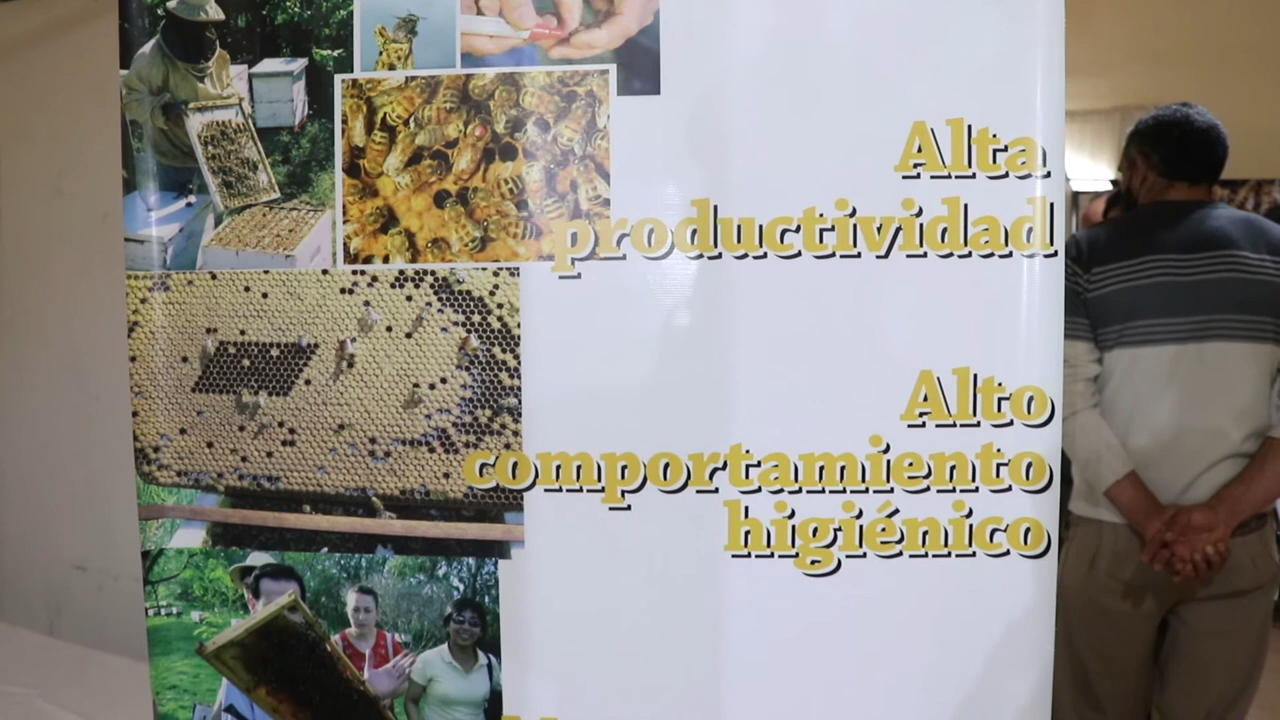 Alta
productividad
Alto
comportamiento
higiénico